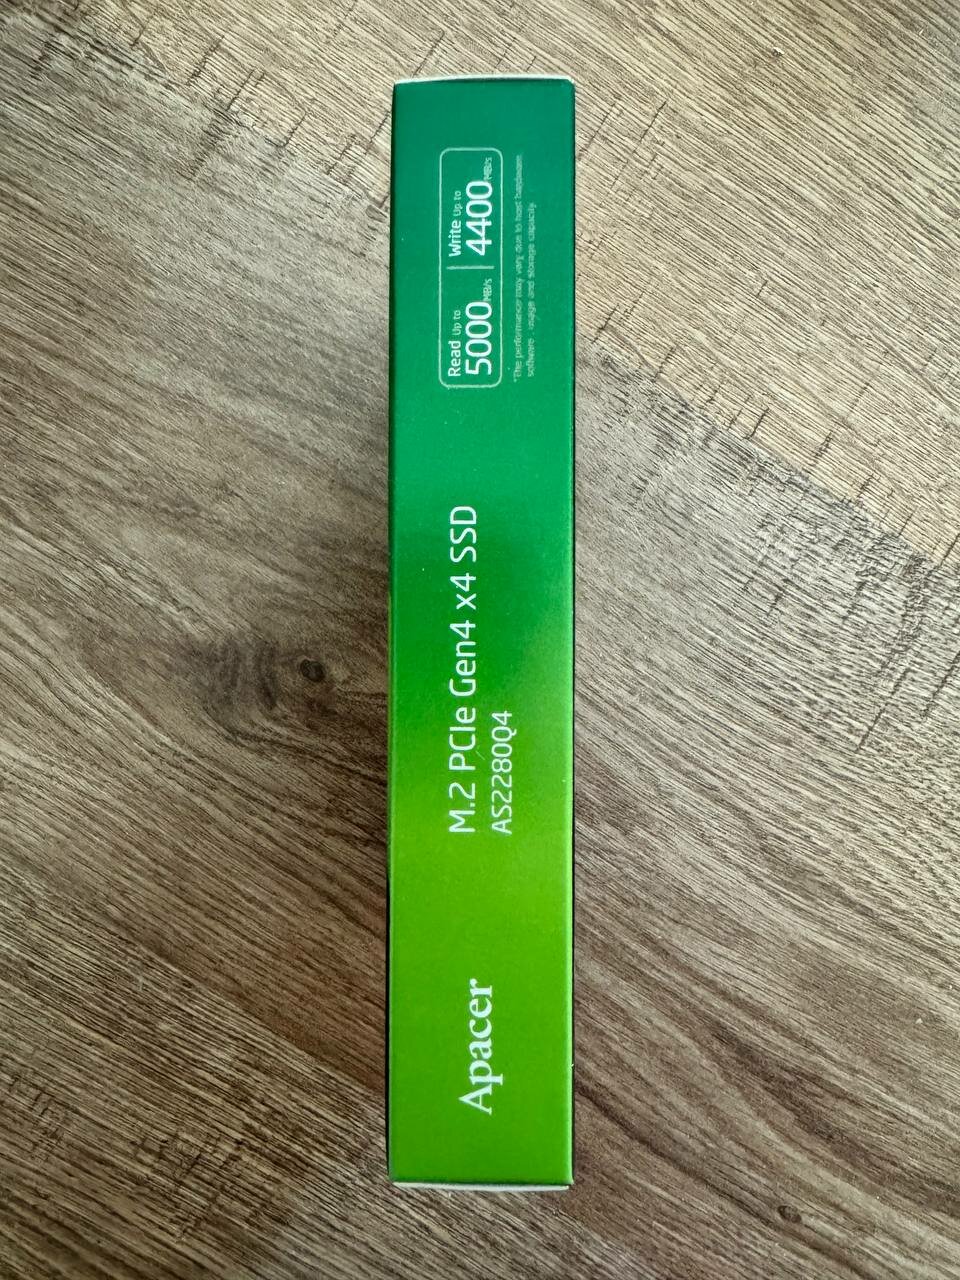 Apacer
M.2 PCIe Gen4 x4 SSD
AS2280Q4
Read Up to
5000MB/s
Write Up to
4400MB/s
*The performance may vary due to host hardware,
software, usage and storage capacity.